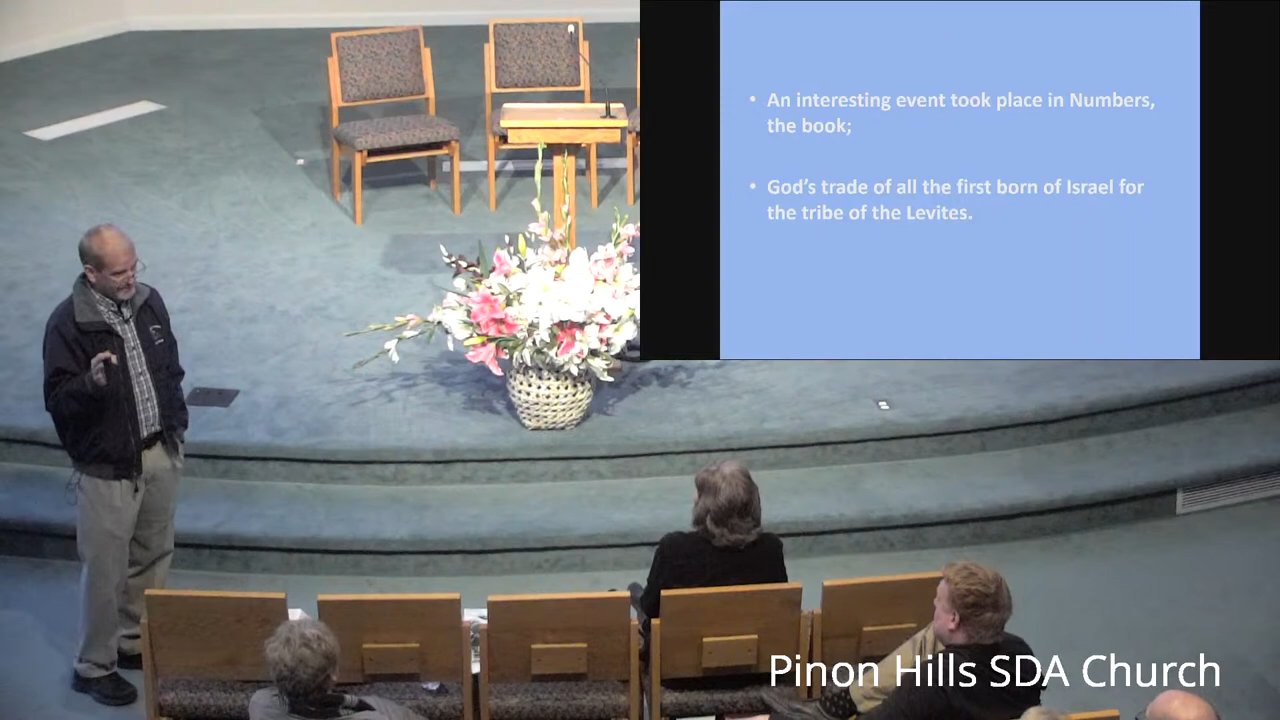 • An interesting event took place in Numbers,
the book;
• God's trade of all the first born of Israel for
the tribe of the Levites.
Pinon Hills SDA Church